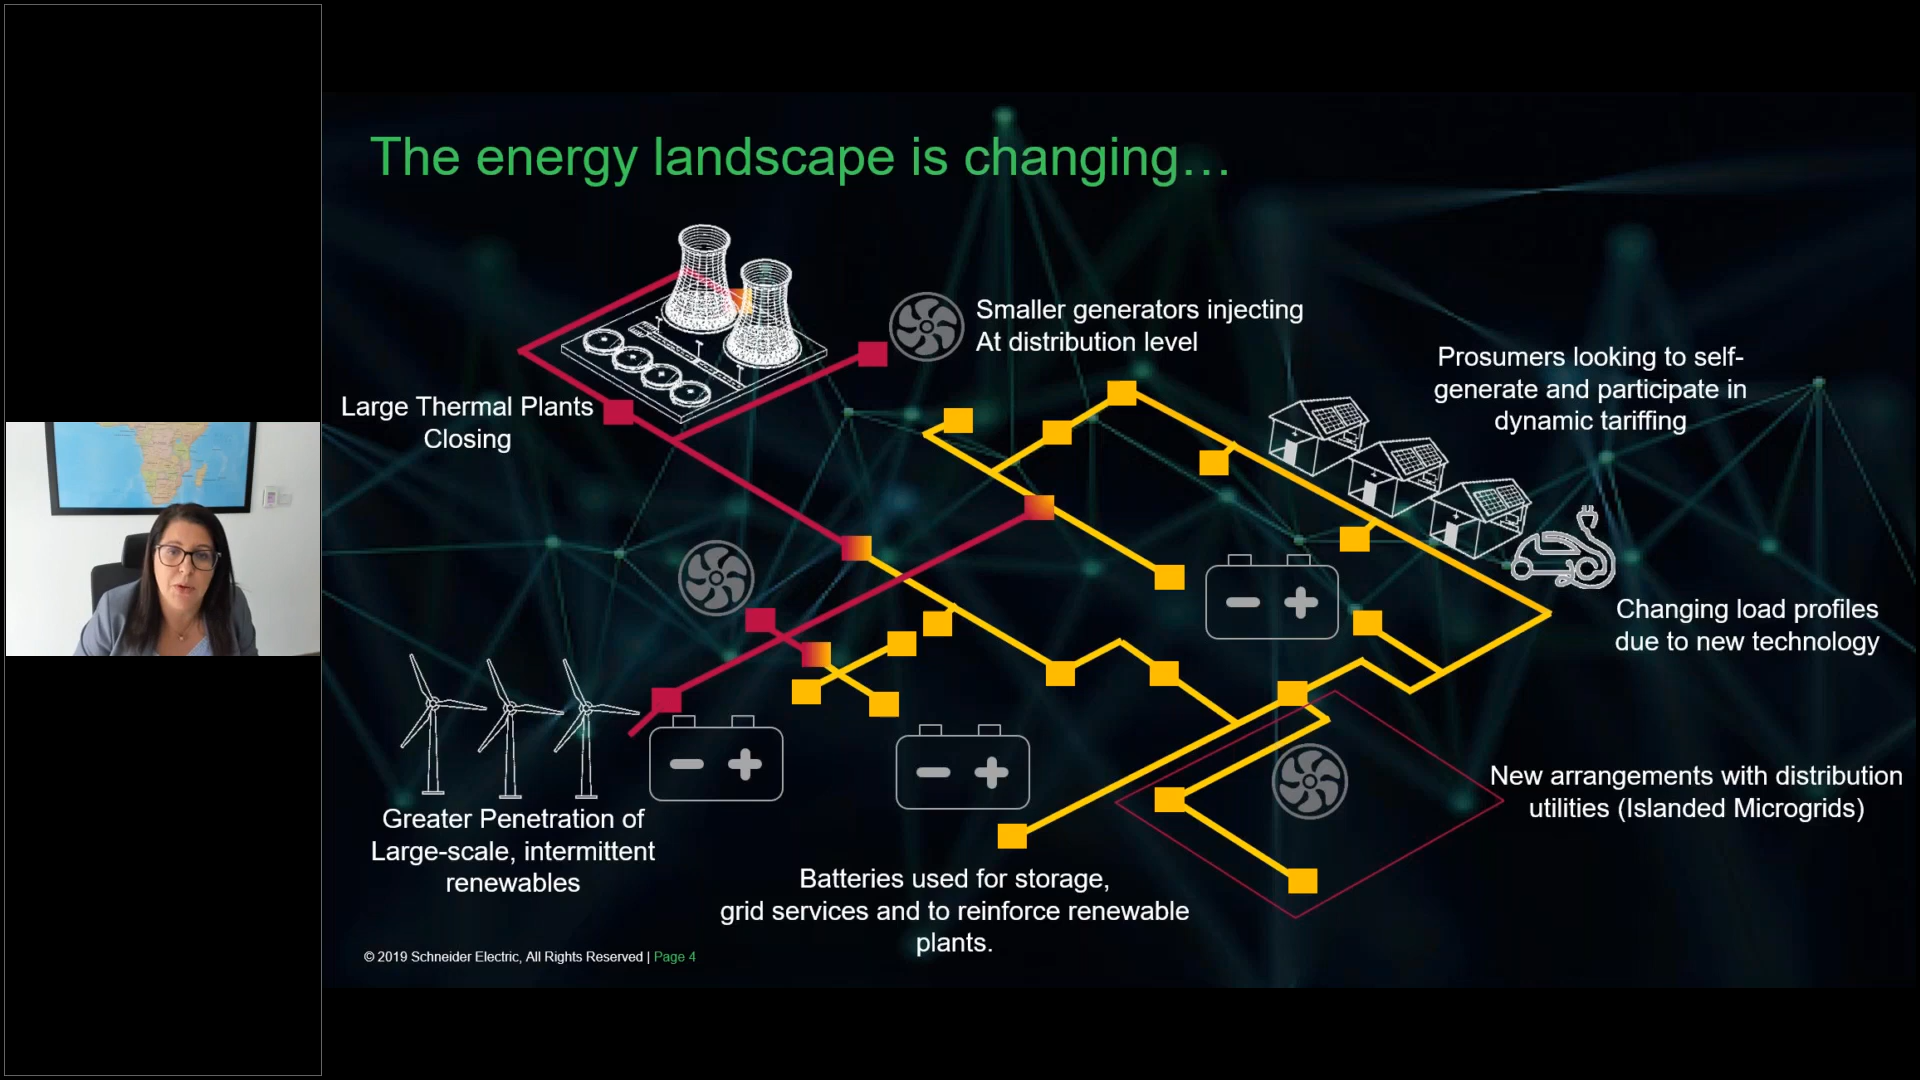 The energy landscape is changing…
Smaller generators injecting
At distribution level
Prosumers looking to self-
generate and participate in
dynamic tariffing
Large Thermal Plants
Closing
Changing load profiles
due to new technology
New arrangements with distribution
utilities (Islanded Microgrids)
Greater Penetration of
Large-scale, intermittent
renewables
Batteries used for storage,
grid services and to reinforce renewable
plants.
© 2019 Schneider Electric, All Rights Reserved | Page 4